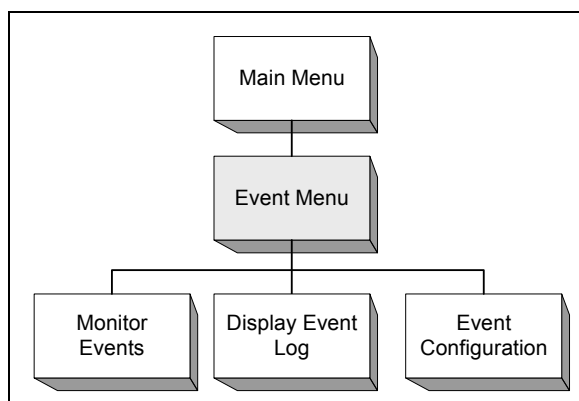 Main Menu
Event Menu
Monitor
Events
Display Event
Log
Event
Configuration